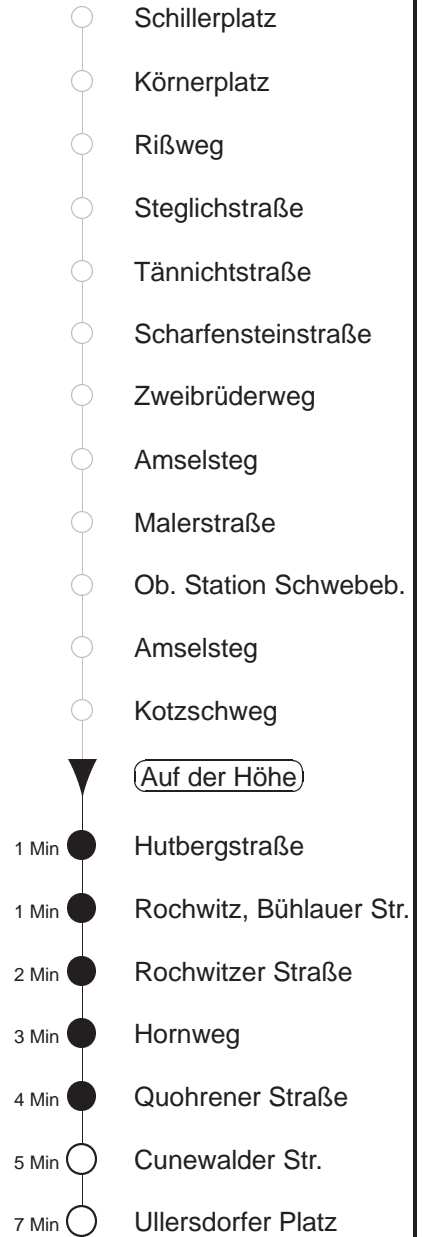 Schillerplatz
Körnerplatz
Rißweg
Steglichstraße
Tännichtstraße
Scharfensteinstraße
Zweibrüderweg
Amselsteg
Malerstraße
Ob. Station Schwebeb.
Amselsteg
Kotzschweg
Auf der Höhe
1 Min Hutbergstraße
1 Min Rochwitz, Bühlauer Str.
2 Min Rochwitzer Straße
3 Min Hornweg
4 Min Quohrener Straße
5 Min Cunewalder Str.
7 Min Ullersdorfer Platz